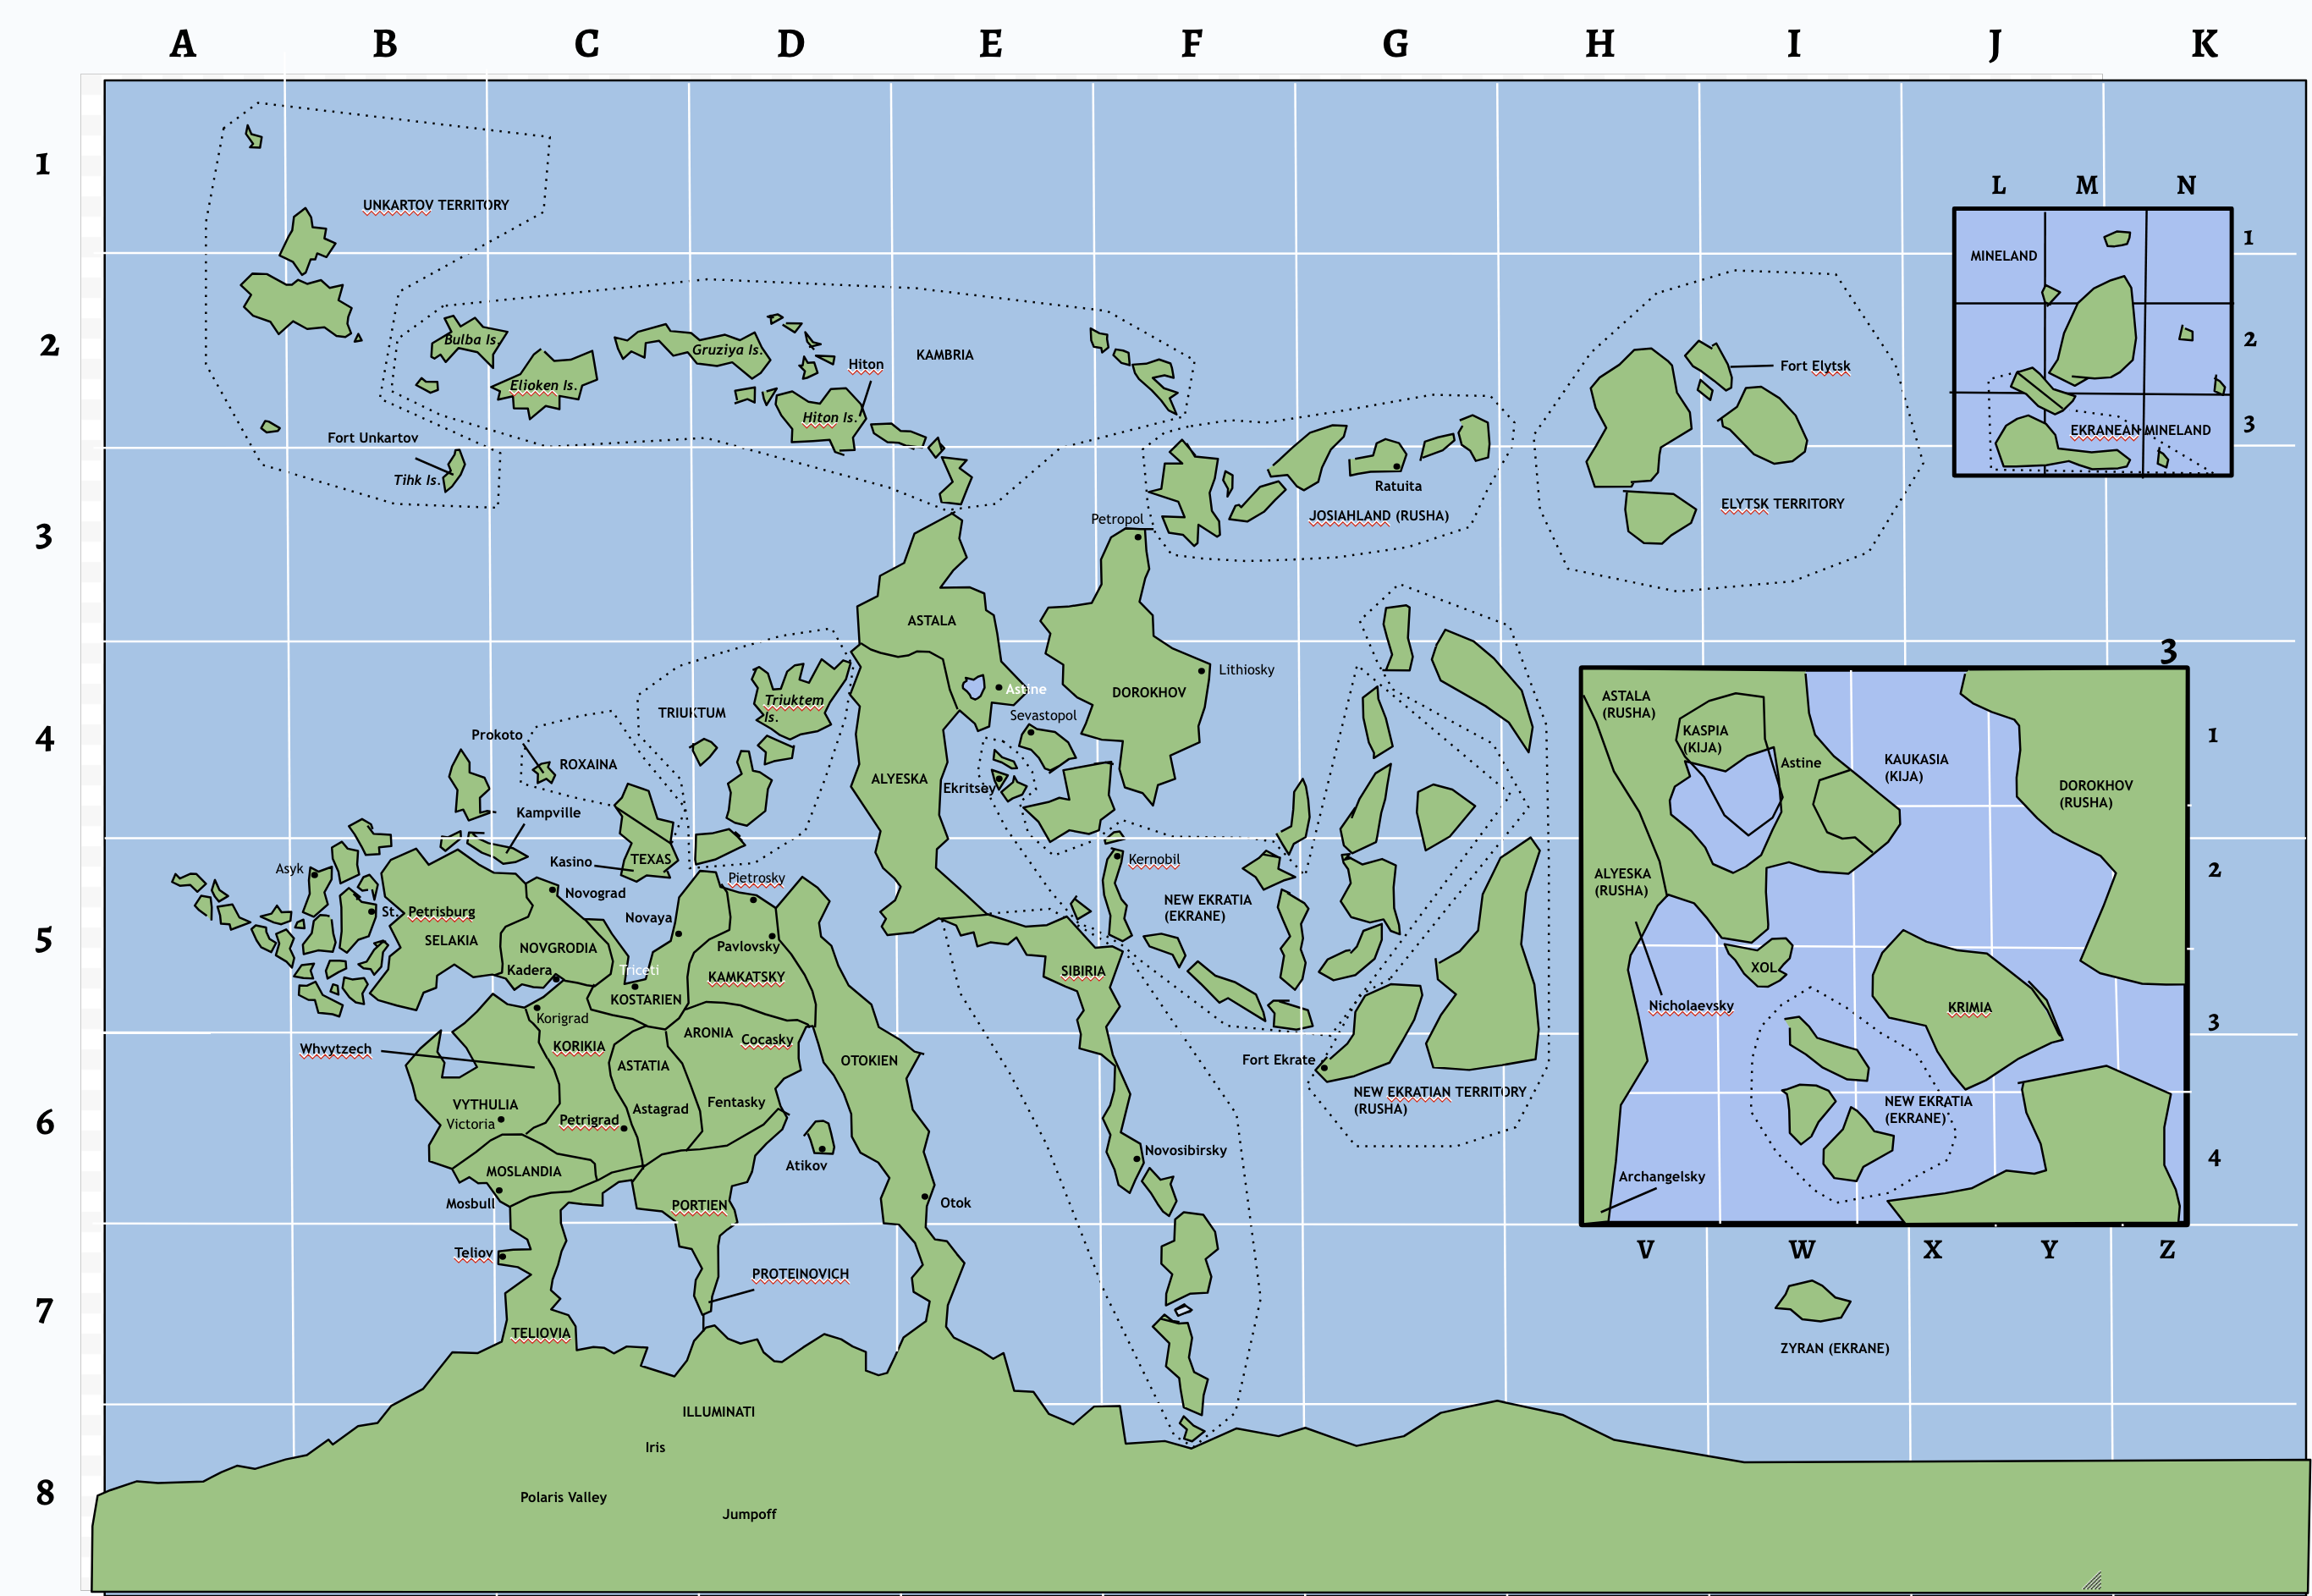 A B C D E F G H I J K
1
UNKARTOV TERRITORY
L M N
1
MINELAND
2
Bulba Is.
Gruziya Is.
Hiton
KAMBRIA
Fort Elytsk
2
Elioken Is.
Hiton Is.
3
EKRANEAN MINELAND
Fort Unkartov
Tihk Is.
Ratuita
JOSIAHLAND (RUSHA)
ELYTSK TERRITORY
3
Petropol
ASTALA
3
Lithiosky
DOROKHOV
Astine
Triuktem
Is.
TRIUKTUM
Sevastopol
4
Prokoto
ROXAINA
ALYESKA
Ekritsey
ASTALA
(RUSHA)
KASPIA
(KIJA)
1
Astine
KAUKASIA
(KIJA)
DOROKHOV
(RUSHA)
Kampville
Kasino
TEXAS
Kernobil
Asyk
Pietrosky
ALYESKA
(RUSHA)
2
Novograd
St. Petrisburg
Novaya
NEW EKRATIA
(EKRANE)
5
SELAKIA
NOVGRODIA
Pavlovsky
Kadera
Triceti
KAMKATSKY
SIBIRIA
XOL
KOSTARIEN
Nicholaevsky
KRIMIA
Korigrad
3
Whvytzech
KORIKIA
ARONIA
Cocasky
ASTATIA
OTOKIEN
Fort Ekrate
NEW EKRATIAN TERRITORY
(RUSHA)
NEW EKRATIA
(EKRANE)
6
VYTHULIA
Victoria
Petrigrad
Astagrad
Fentasky
Novosibirsky
4
Atikov
MOSLANDIA
Archangelsky
Mosbull
PORTIEN
Otok
Teliov
V W X Y Z
PROTEINOVICH
7
TELIOVIA
ZYRAN (EKRANE)
ILLUMINATI
Iris
8
Polaris Valley
Jumpoff